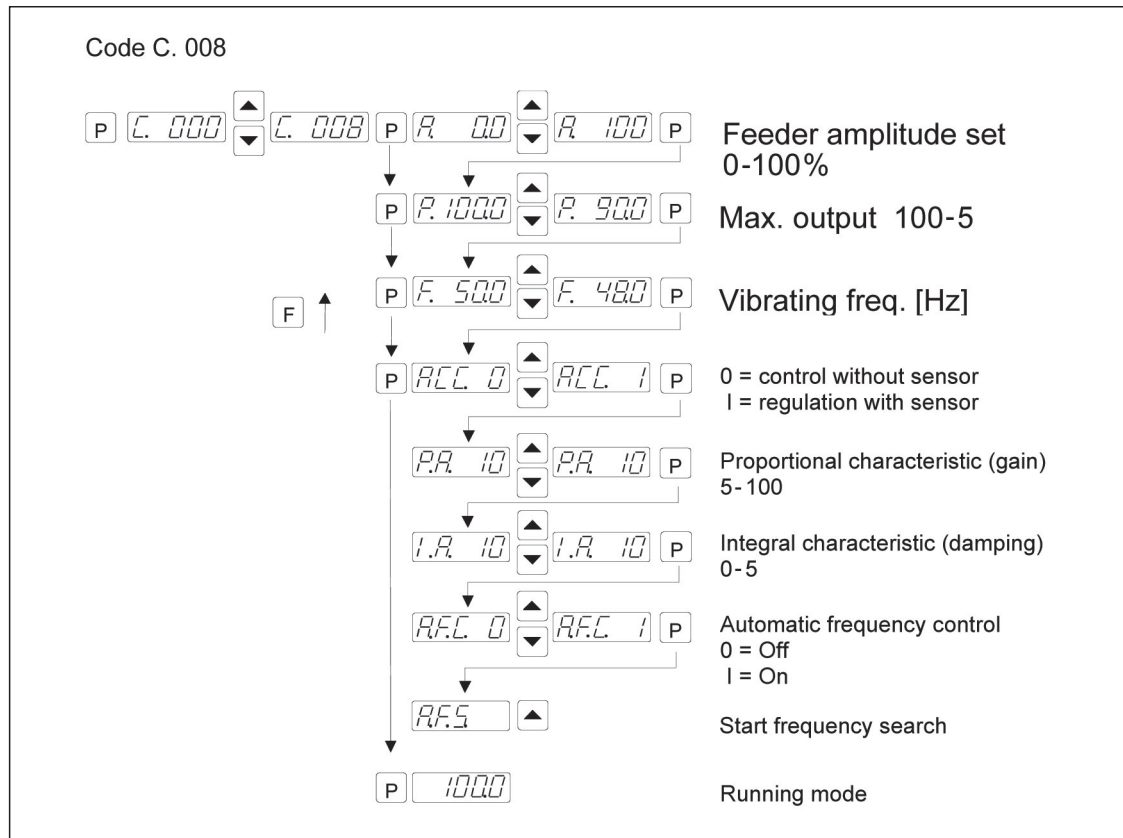 Code C. 008
P C. 000 C. 008 P A. 0.0 A. 100 P Feeder amplitude set
0-100%
P P. 100.0 P. 90.0 P Max. output 100-5
F P F. 50.0 F. 48.0 P Vibrating freq. [Hz]
P ACC. 0 ACC. I P 0 = control without sensor
I = regulation with sensor
P.A. 10 P.A. 10 P Proportional characteristic (gain)
5-100
I.A. 10 I.A. 10 P Integral characteristic (damping)
0-5
A.F.C. 0 A.F.C. I P Automatic frequency control
0 = Off
I = On
A.F.S. Start frequency search
P 100.0 Running mode